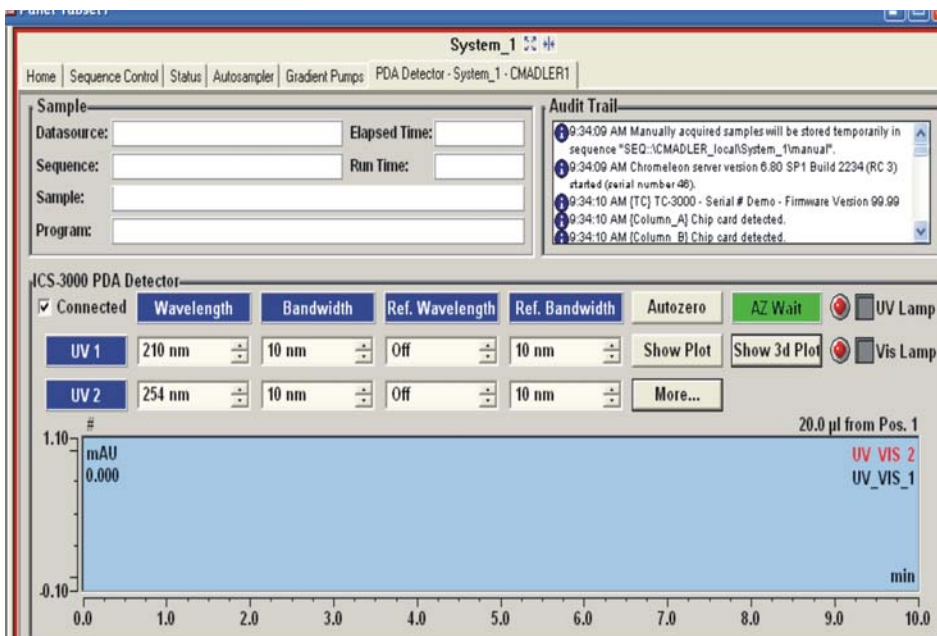 Panel Tabset1
System_1
Home Sequence Control Status Autosampler Gradient Pumps PDA Detector - System_1 - CMADLER1
Sample
Datasource: Elapsed Time:
Sequence: Run Time:
Sample:
Program:
Audit Trail
9:34:09 AM Manually acquired samples will be stored temporarily in
sequence "SEQ::\CMADLER_local\System_1\manual".
9:34:09 AM Chromeleon server version 6.80 SP1 Build 2234 (RC 3)
started (serial number 46).
9:34:10 AM {TC} TC-3000 - Serial # Demo - Firmware Version 99.99
9:34:10 AM {Column_A} Chip card detected.
9:34:10 AM {Column_B} Chip card detected.
ICS-3000 PDA Detector
Connected Wavelength Bandwidth Ref. Wavelength Ref. Bandwidth Autozero AZ Wait UV Lamp
UV 1 210 nm 10 nm Off 10 nm Show Plot Show 3d Plot Vis Lamp
UV 2 254 nm 10 nm Off 10 nm More...
# 20.0 µl from Pos. 1
1.10
mAU UV_VIS_2
0.000 UV_VIS_1
min
-0.10
0.0 1.0 2.0 3.0 4.0 5.0 6.0 7.0 8.0 9.0 10.0